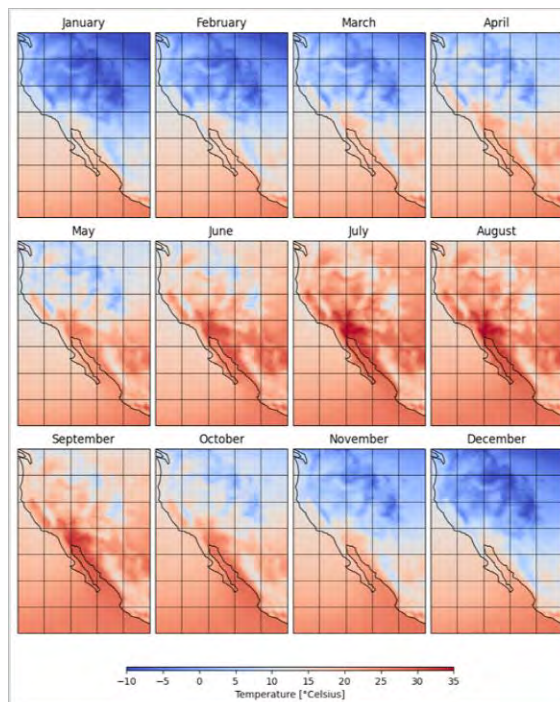 January February March April
May June July August
September October November December
−10 −5 0 5 10 15 20 25 30 35
Temperature [°Celsius]